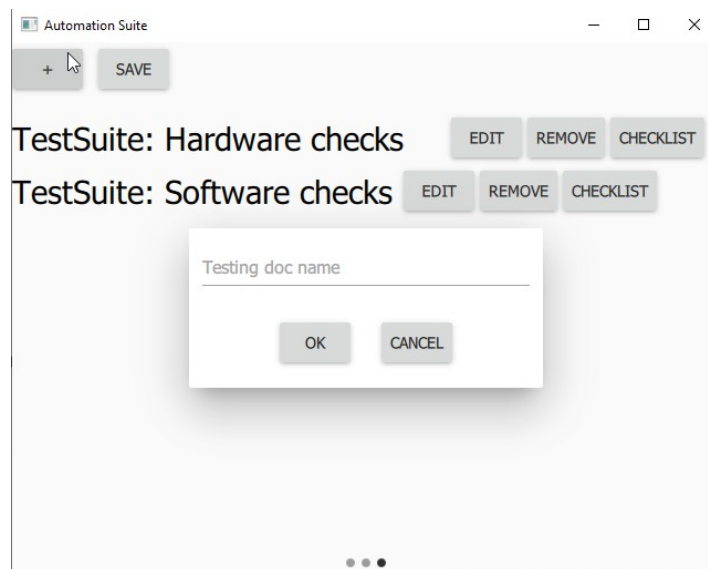 Automation Suite
+ SAVE
TestSuite: Hardware checks EDIT REMOVE CHECKLIST
TestSuite: Software checks EDIT REMOVE CHECKLIST
Testing doc name
OK CANCEL